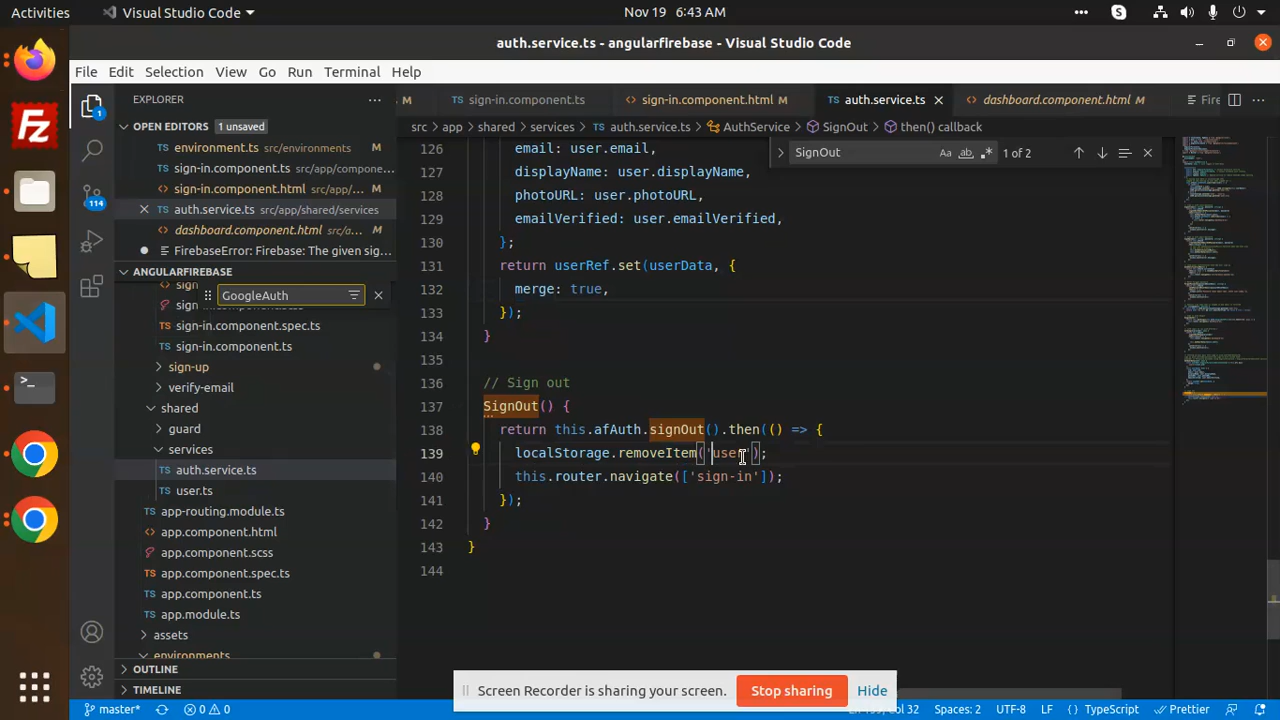 Activities
Visual Studio Code
Nov 19 6:43 AM
auth.service.ts - angularfirebase - Visual Studio Code
File Edit Selection View Go Run Terminal Help
EXPLORER
OPEN EDITORS 1 unsaved
environment.ts src/environments M
sign-in.component.ts src/app/compone...
sign-in.component.html src/app/... M
auth.service.ts src/app/shared/services
dashboard.component.html src/a...
FirebaseError: Firebase: The given sig...
ANGULARFIREBASE
GoogleAuth
sign-in.component.spec.ts
sign-in.component.ts
sign-up
verify-email
shared
guard
services
auth.service.ts
user.ts
app-routing.module.ts
app.component.html
app.component.scss
app.component.spec.ts
app.component.ts
app.module.ts
assets
environments
OUTLINE
TIMELINE
1
114
M sign-in.component.ts sign-in.component.html M auth.service.ts dashboard.component.html M Fire
src app shared services TS auth.service.ts AuthService SignOut then() callback
SignOut Aa ab 1 of 2
126 email: user.email,
127 displayName: user.displayName,
128 photoURL: user.photoURL,
129 emailVerified: user.emailVerified,
130 };
131 return userRef.set(userData, {
132 merge: true,
133 });
134 }
135
136 // Sign out
137 SignOut() {
138 return this.afAuth.signOut().then(() => {
139 localStorage.removeItem('user');
140 this.router.navigate(['sign-in']);
141 });
142 }
143 }
144
Screen Recorder is sharing your screen. Stop sharing Hide
master* 0 0 Spaces: 2 UTF-8 LF {} TypeScript Prettier